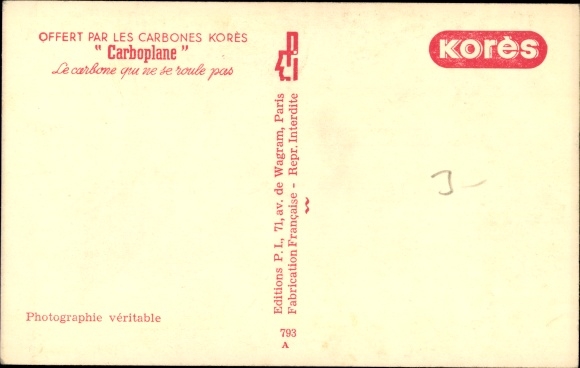 OFFERT PAR LES CARBONES KORÈS
" Carboplane "
Le carbone qui ne se roule pas
P.I
Korès
Editions P. I., 71, av. de Wagram, Paris
Fabrication Française - Repr. Interdite
3-
Photographie véritable
793
A